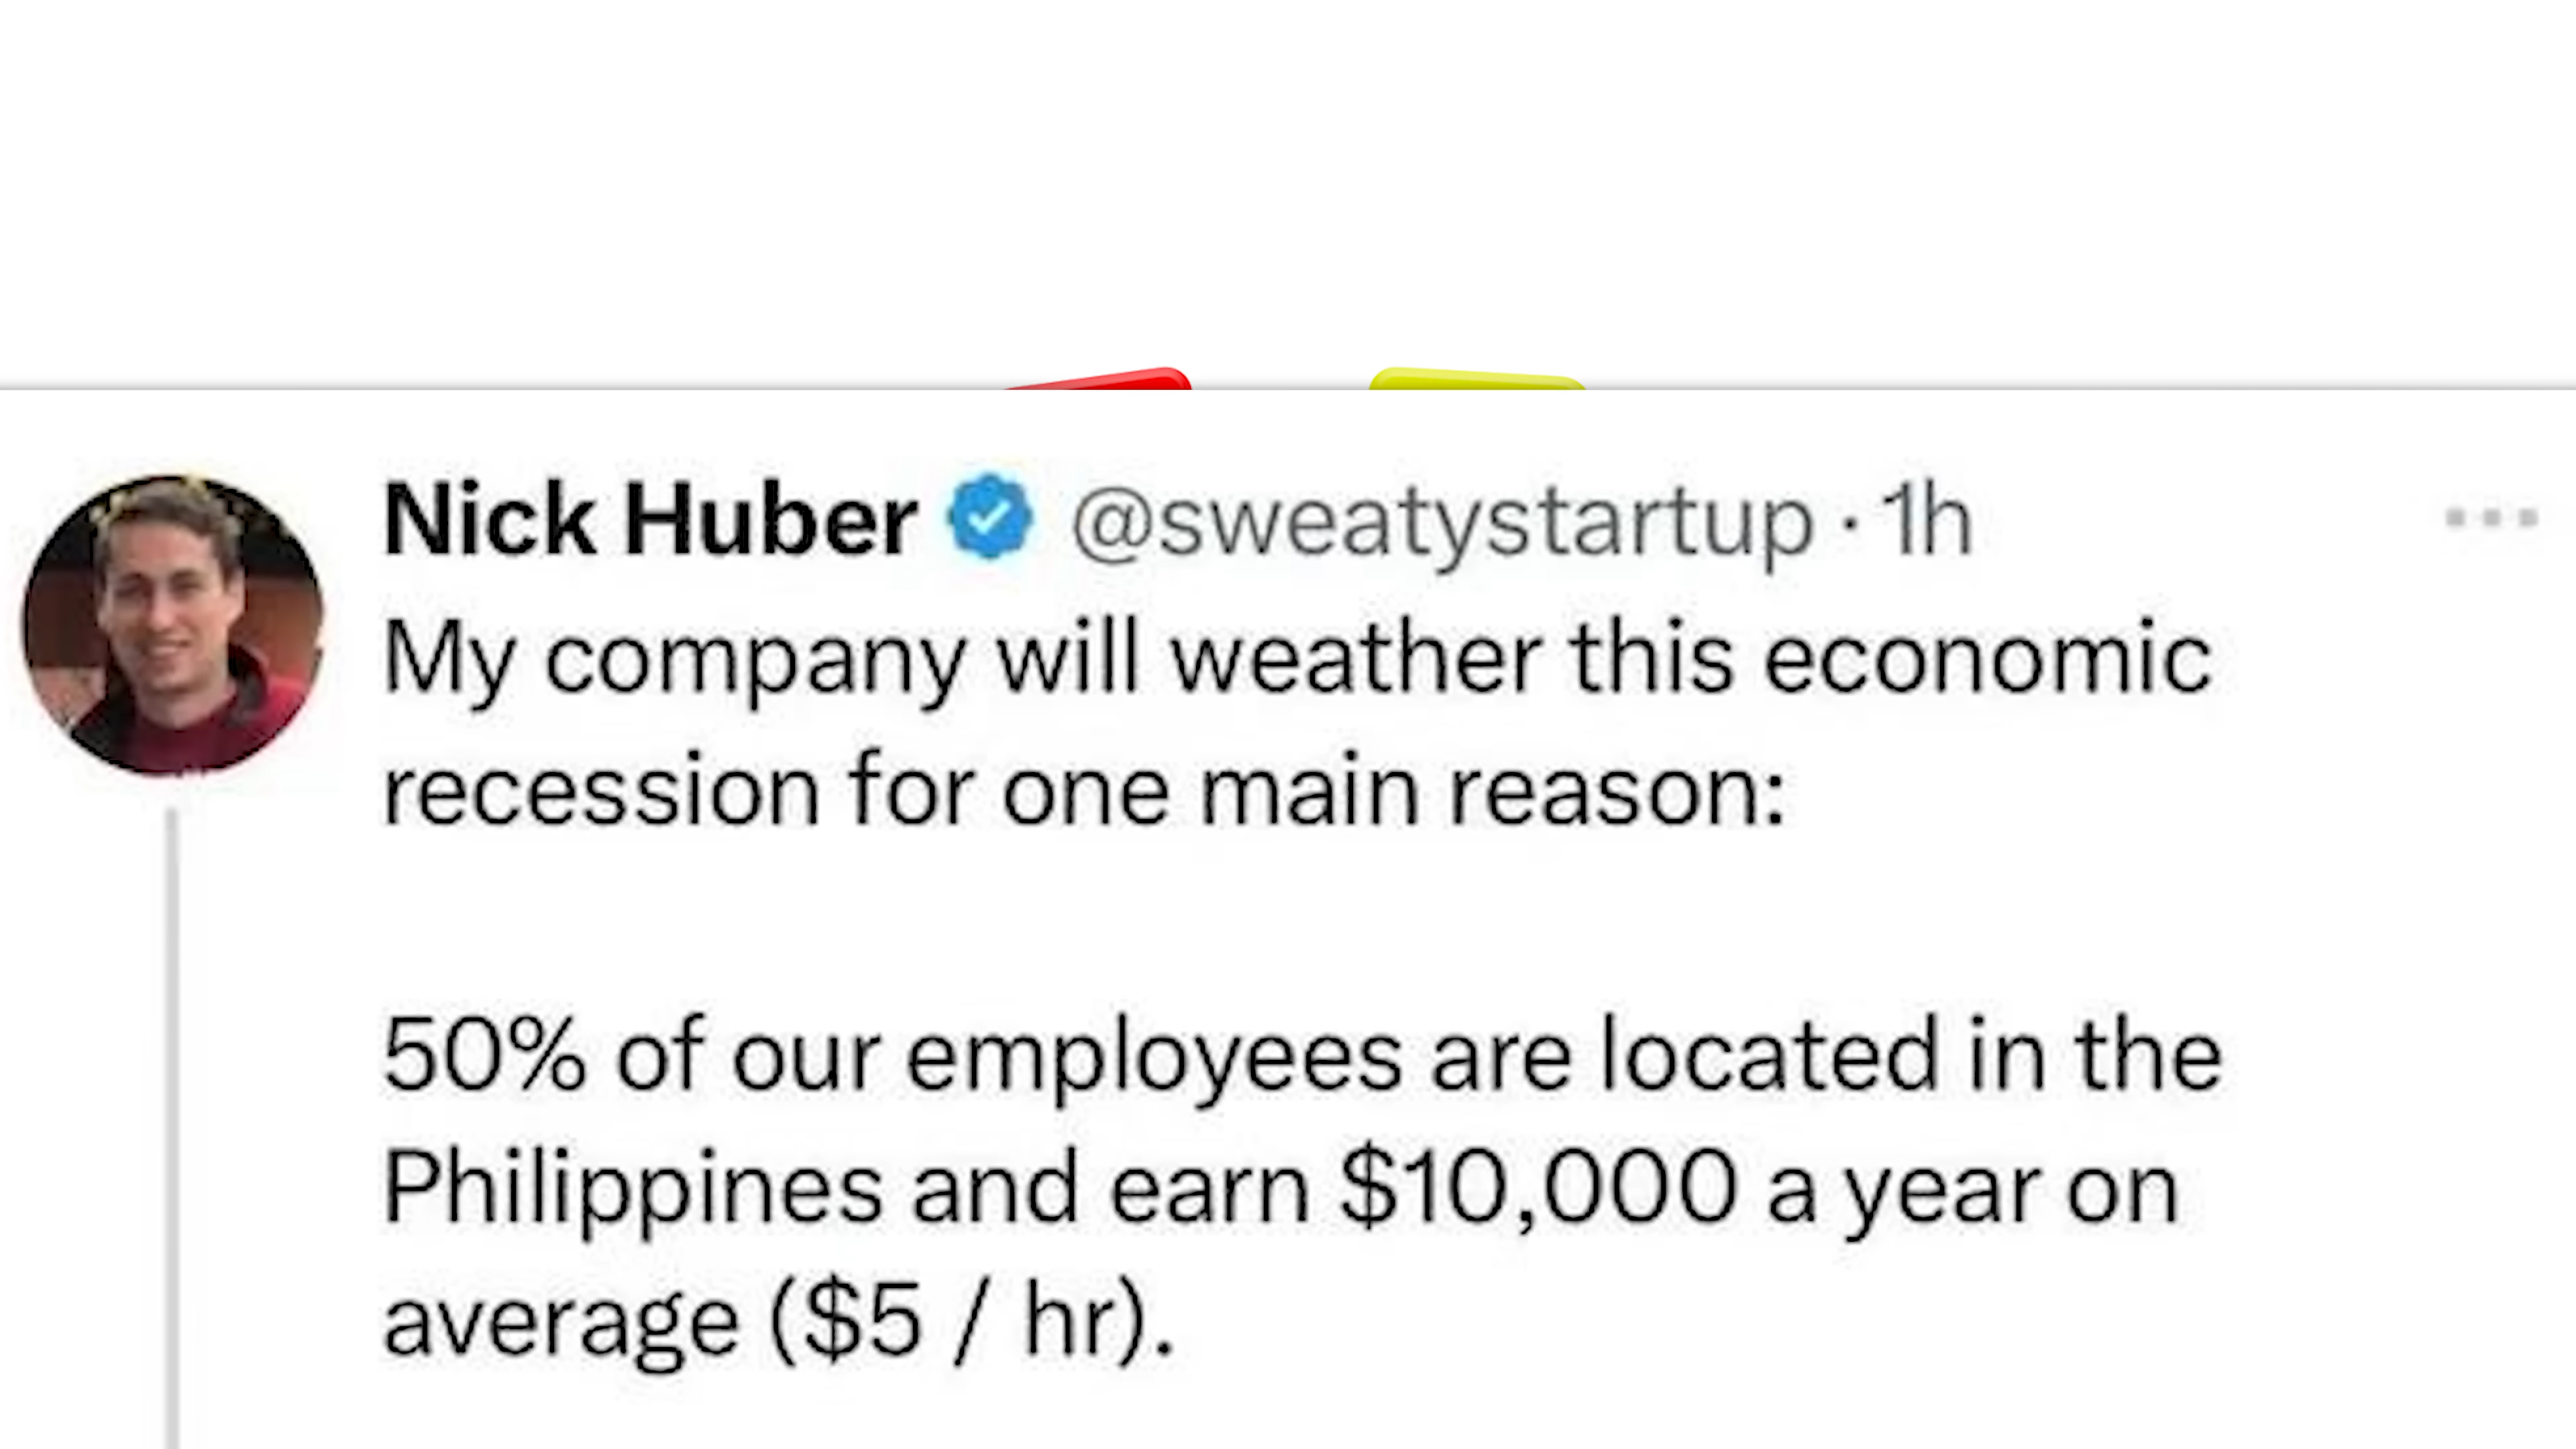 Nick Huber @sweatystartup · 1h
My company will weather this economic
recession for one main reason:
50% of our employees are located in the
Philippines and earn $10,000 a year on
average ($5 / hr).